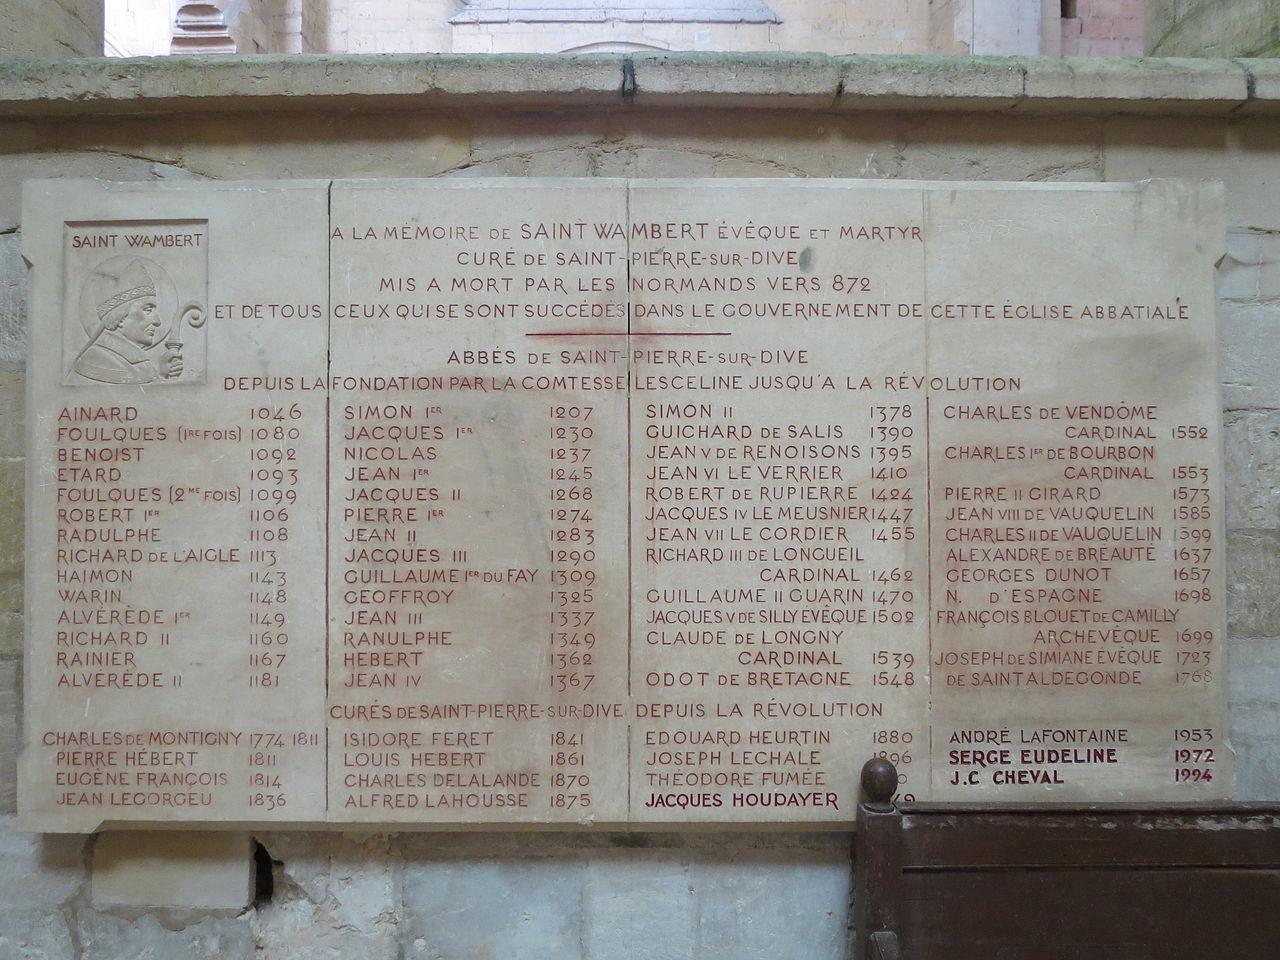 SAINT WAMBERT
A LA MÉMOIRE DE SAINT WAMBERT ÉVÊQUE ET MARTYR
CURÉ DE SAINT-PIERRE-SUR-DIVE
MIS A MORT PAR LES NORMANDS VERS 872
ET DE TOUS CEUX QUI SE SONT SUCCÉDÉS DANS LE GOUVERNEMENT DE CETTE ÉGLISE ABBATIALE
ABBÉS DE SAINT-PIERRE-SUR-DIVE
DEPUIS LA FONDATION PAR LA COMTESSE LESCELINE JUSQU'A LA RÉVOLUTION
AINARD 1046
FOULQUES (1RE FOIS) 1080
BENOIST 1092
ETARD 1093
FOULQUES (2ME FOIS) 1099
ROBERT 1ER 1106
RADULPHE 1108
RICHARD DE L'AIGLE 1113
HAIMON 1143
WARIN 1148
ALVÉRÈDE 1ER 1149
RICHARD II 1160
RAINIER 1167
ALVERÈDE II 1181
SIMON 1ER 1207
JACQUES 1ER 1230
NICOLAS 1237
JEAN 1ER 1245
JACQUES II 1268
PIERRE 1ER 1274
JEAN II 1283
JACQUES III 1290
GUILLAUME 1ER DU FAY 1309
GEOFFROY 1325
JEAN III 1337
RANULPHE 1349
HEBERT 1362
JEAN IV 1367
SIMON II 1378
GUICHARD DE SALIS 1390
JEAN V DE RENOISONS 1395
JEAN VI LE VERRIER 1410
ROBERT DE RUPIERRE 1424
JACQUES IV LE MEUSNIER 1447
JEAN VII LE CORDIER 1455
RICHARD III DE LONGUEIL
CARDINAL 1462
GUILLAUME II GUARIN 1470
JACQUES V DE SILLY ÉVÊQUE 1502
CLAUDE DE LONGNY
CARDINAL 1539
ODOT DE BRETAGNE 1548
CHARLES DE VENDÔME
CARDINAL 1552
CHARLES 1ER DE BOURBON
CARDINAL 1553
PIERRE II GIRARD 1573
JEAN VIII DE VAUQUELIN 1585
CHARLES II DE VAUQUELIN 1599
ALEXANDRE DE BRÉAUTÉ 1637
GEORGES DUNOT 1657
N. D'ESPAGNE 1698
FRANÇOIS BLOUET DE CAMILLY
ARCHEVÊQUE 1699
JOSEPH DE SIMIANE ÉVÊQUE 1723
DE SAINT ALDEGONDE 1768
CURÉS DE SAINT-PIERRE-SUR-DIVE DEPUIS LA RÉVOLUTION
CHARLES DE MONTIGNY 1774 1811
PIERRE HÉBERT 1811
EUGÈNE FRANÇOIS 1814
JEAN LEGORGEU 1836
ISIDORE FERET 1841
LOUIS HEBERT 1861
CHARLES DELALANDE 1870
ALFRED LAHOUSSE 1875
EDOUARD HEURTIN 1880
JOSEPH LECHALE
THÉODORE FUMÉE
JACQUES HOUDAYER
ANDRÉ LAFONTAINE 1953
SERGE EUDELINE 1972
J.C CHEVAL 1994